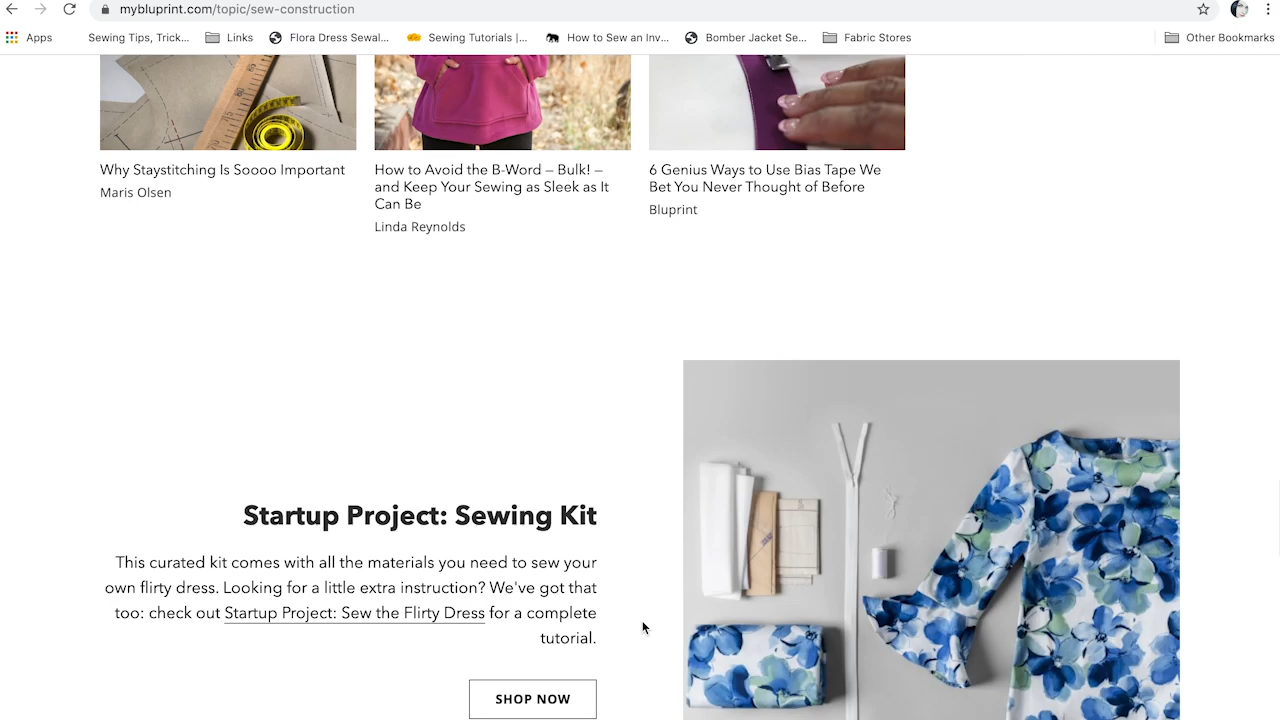 mybluprint.com/topic/sew-construction
Apps Sewing Tips, Trick... Links Flora Dress Sewal... Sewing Tutorials |... How to Sew an Inv... Bomber Jacket Se... Fabric Stores Other Bookmarks
Why Staystitching Is Soooo Important
Maris Olsen
How to Avoid the B-Word – Bulk! –
and Keep Your Sewing as Sleek as It
Can Be
Linda Reynolds
6 Genius Ways to Use Bias Tape We
Bet You Never Thought of Before
Bluprint
Startup Project: Sewing Kit
This curated kit comes with all the materials you need to sew your
own flirty dress. Looking for a little extra instruction? We've got that
too: check out Startup Project: Sew the Flirty Dress for a complete
tutorial.
SHOP NOW